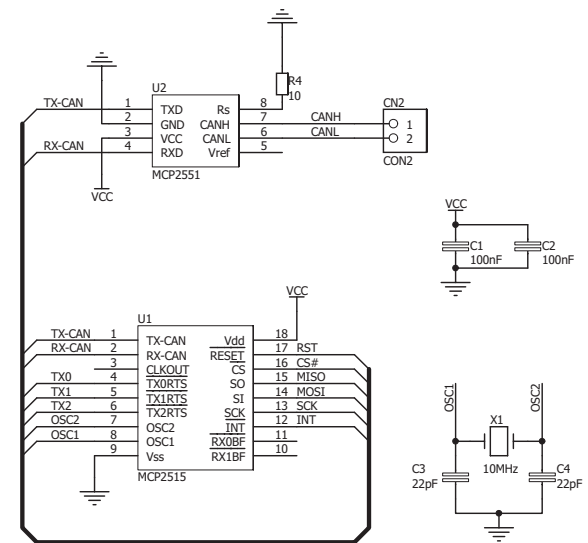 U2
R4
10
TX-CAN 1 TXD Rs 8
2 GND CANH 7 CANH
3 VCC CANL 6 CANL
RX-CAN 4 RXD Vref 5
MCP2551
VCC
CN2
1
2
CON2
VCC
C1
100nF
C2
100nF
VCC
U1
TX-CAN 1 TX-CAN Vdd 18
RX-CAN 2 RX-CAN RESET 17 RST
3 CLKOUT CS 16 CS#
TX0 4 TX0RTS SO 15 MISO
TX1 5 TX1RTS SI 14 MOSI
TX2 6 TX2RTS SCK 13 SCK
OSC2 7 OSC2 INT 12 INT
OSC1 8 OSC1 RX0BF 11
9 Vss RX1BF 10
MCP2515
OSC1
OSC2
X1
10MHz
C3
22pF
C4
22pF